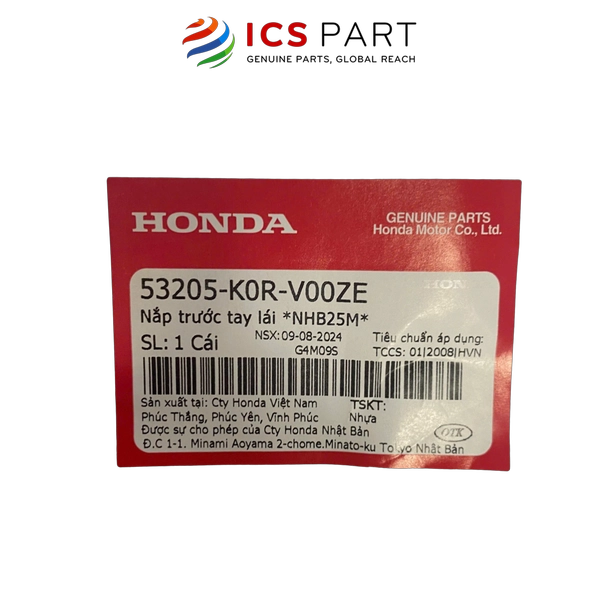 ICS PART
GENUINE PARTS, GLOBAL REACH
HONDA
GENUINE PARTS
Honda Motor Co., Ltd.
HON
53205-K0R-V00ZE
Nắp trước tay lái *NHB25M*
SL: 1 Cái
NSX: 09-08-2024
G4M09S
Tiêu chuẩn áp dụng:
TCCS: 01|2008|HVN
Sản xuất tại: Cty Honda Việt Nam
TSKT:
Phúc Thắng, Phúc Yên, Vĩnh Phúc
Nhựa
Được sự cho phép của Cty Honda Nhật Bản
OTK
Đ.C 1-1. Minami Aoyama 2-chome.Minato-ku Tokyo Nhật Bản